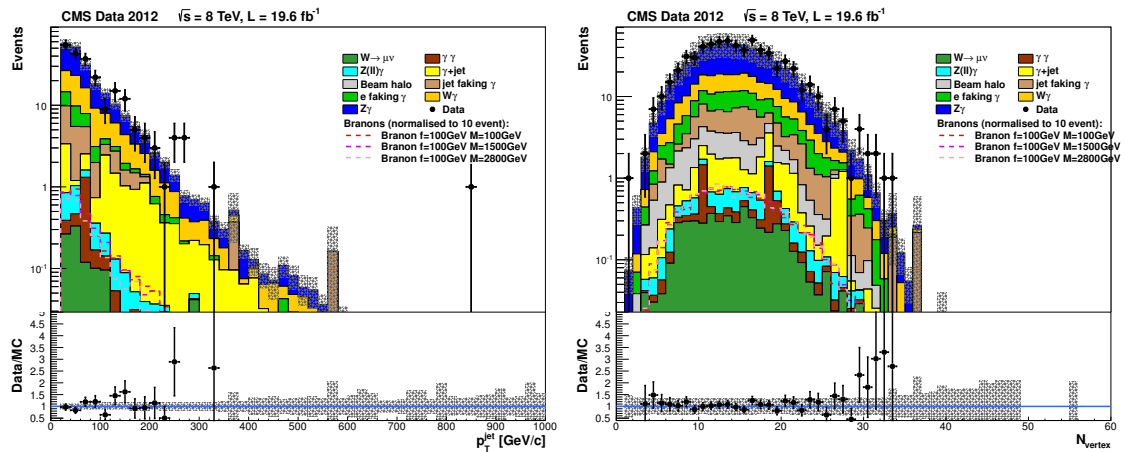 CMS Data 2012 √s = 8 TeV, L = 19.6 fb⁻¹
Events
10
1
10⁻¹
W→ μν
γ γ
Z(ll)γ
γ+jet
Beam halo
jet faking γ
e faking γ
Wγ
Zγ
Data
Branons (normalised to 10 event):
Branon f=100GeV M=100GeV
Branon f=100GeV M=1500GeV
Branon f=100GeV M=2800GeV
Data/MC
5
4.5
4
3.5
3
2.5
2
1.5
1
0.5
0 100 200 300 400 500 600 700 800 900 1000
p_T^jet [GeV/c]
CMS Data 2012 √s = 8 TeV, L = 19.6 fb⁻¹
Events
10
1
10⁻¹
W→ μν
γ γ
Z(ll)γ
γ+jet
Beam halo
jet faking γ
e faking γ
Wγ
Zγ
Data
Branons (normalised to 10 event):
Branon f=100GeV M=100GeV
Branon f=100GeV M=1500GeV
Branon f=100GeV M=2800GeV
Data/MC
5
4.5
4
3.5
3
2.5
2
1.5
1
0.5
0 10 20 30 40 50 60
N_vertex